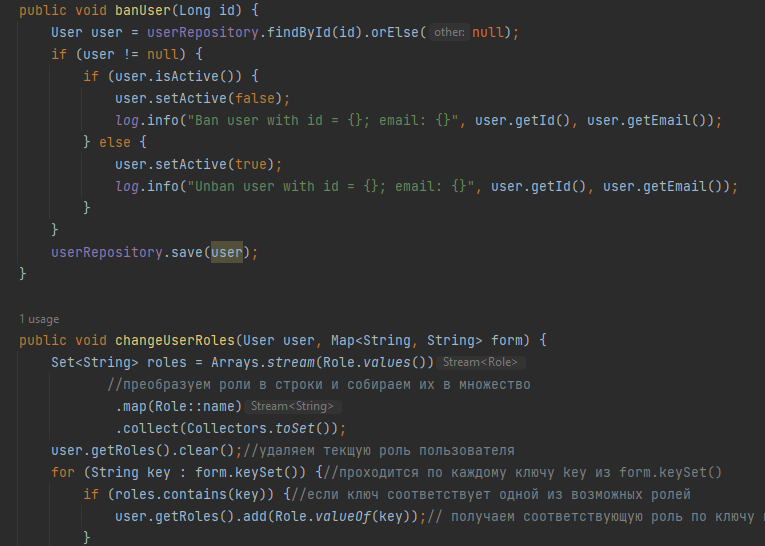 public void banUser(Long id) {
User user = userRepository.findById(id).orElse( other: null);
if (user != null) {
if (user.isActive()) {
user.setActive(false);
log.info("Ban user with id = {}; email: {}", user.getId(), user.getEmail());
} else {
user.setActive(true);
log.info("Unban user with id = {}; email: {}", user.getId(), user.getEmail());
}
}
userRepository.save(user);
}
1 usage
public void changeUserRoles(User user, Map<String, String> form) {
Set<String> roles = Arrays.stream(Role.values()) Stream<Role>
//преобразуем роли в строки и собираем их в множество
.map(Role::name) Stream<String>
.collect(Collectors.toSet());
user.getRoles().clear();//удаляем текщую роль пользователя
for (String key : form.keySet()) {//проходится по каждому ключу key из form.keySet()
if (roles.contains(key)) {//если ключ соответствует одной из возможных ролей
user.getRoles().add(Role.valueOf(key));// получаем соответствующую роль по ключу
}